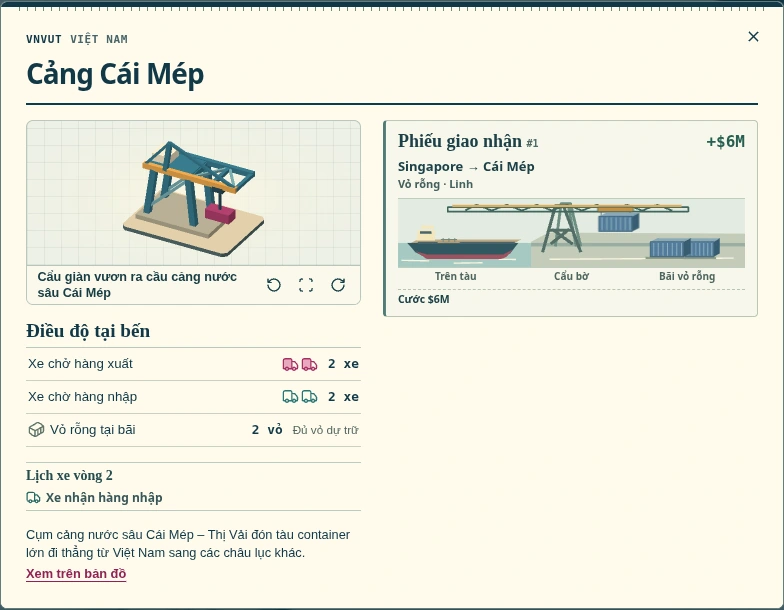 VNVUT VIỆT NAM
Cảng Cái Mép
Cẩu giàn vươn ra cầu cảng nước
sâu Cái Mép
Điều độ tại bến
Xe chở hàng xuất 2 xe
Xe chờ hàng nhập 2 xe
Vỏ rỗng tại bãi 2 vỏ Đủ vỏ dự trữ
Lịch xe vòng 2
Xe nhận hàng nhập
Cụm cảng nước sâu Cái Mép – Thị Vải đón tàu container
lớn đi thẳng từ Việt Nam sang các châu lục khác.
Xem trên bản đồ
Phiếu giao nhận #1 +$6M
Singapore → Cái Mép
Vỏ rỗng · Linh
Trên tàu Cẩu bờ Bãi vỏ rỗng
Cước $6M